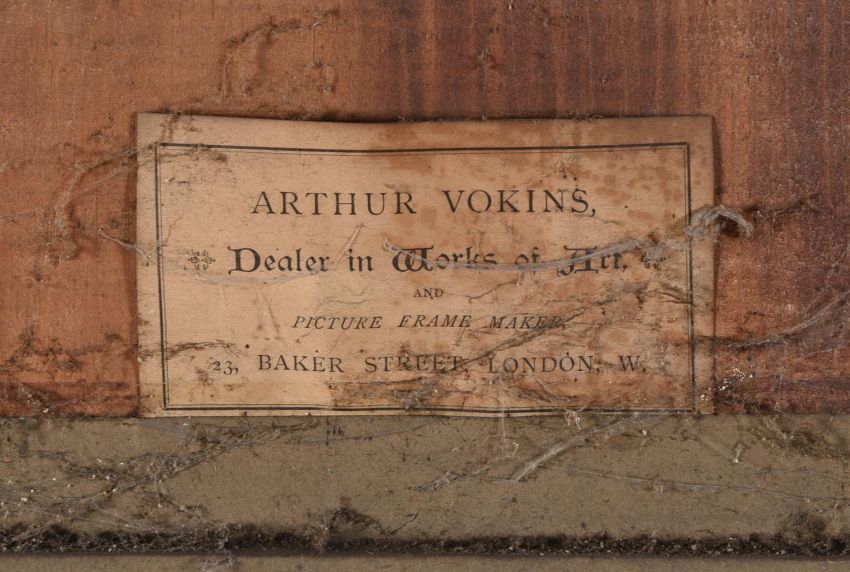 ARTHUR VOKINS,
Dealer in Works of Art,
AND
PICTURE FRAME MAKER,
23, BAKER STREET, LONDON, W.